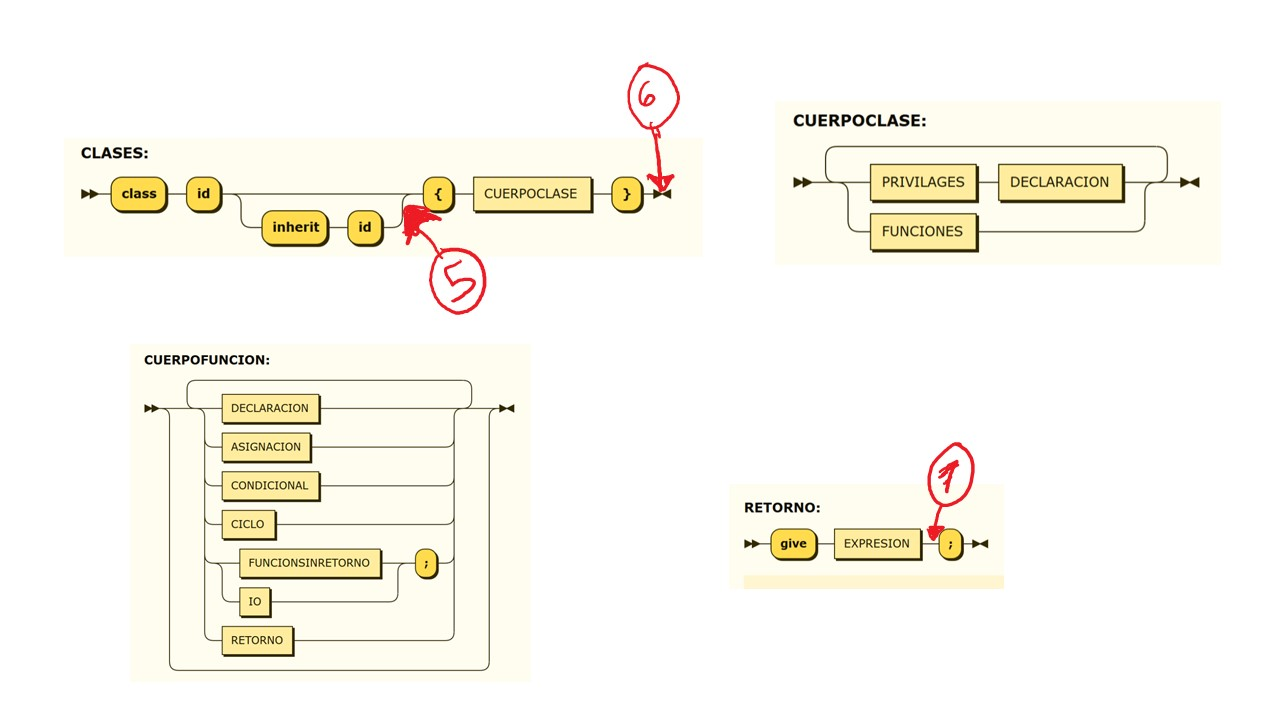 6
CLASES:
class id { CUERPOCLASE }
inherit id
5
CUERPOCLASE:
PRIVILAGES DECLARACION
FUNCIONES
CUERPOFUNCION:
DECLARACION
ASIGNACION
CONDICIONAL
CICLO
FUNCIONSINRETORNO ;
IO
RETORNO
1
RETORNO:
give EXPRESION ;